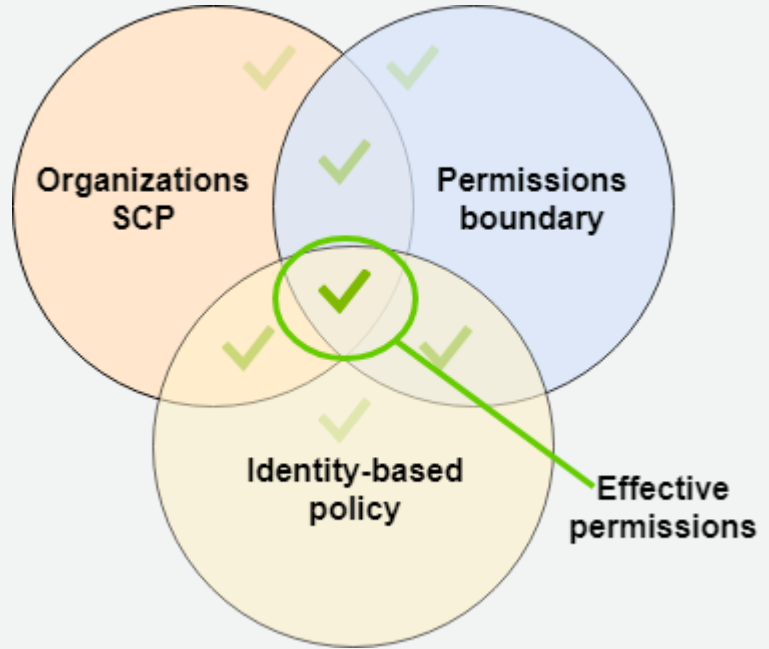 Organizations
SCP
Permissions
boundary
Identity-based
policy
Effective
permissions